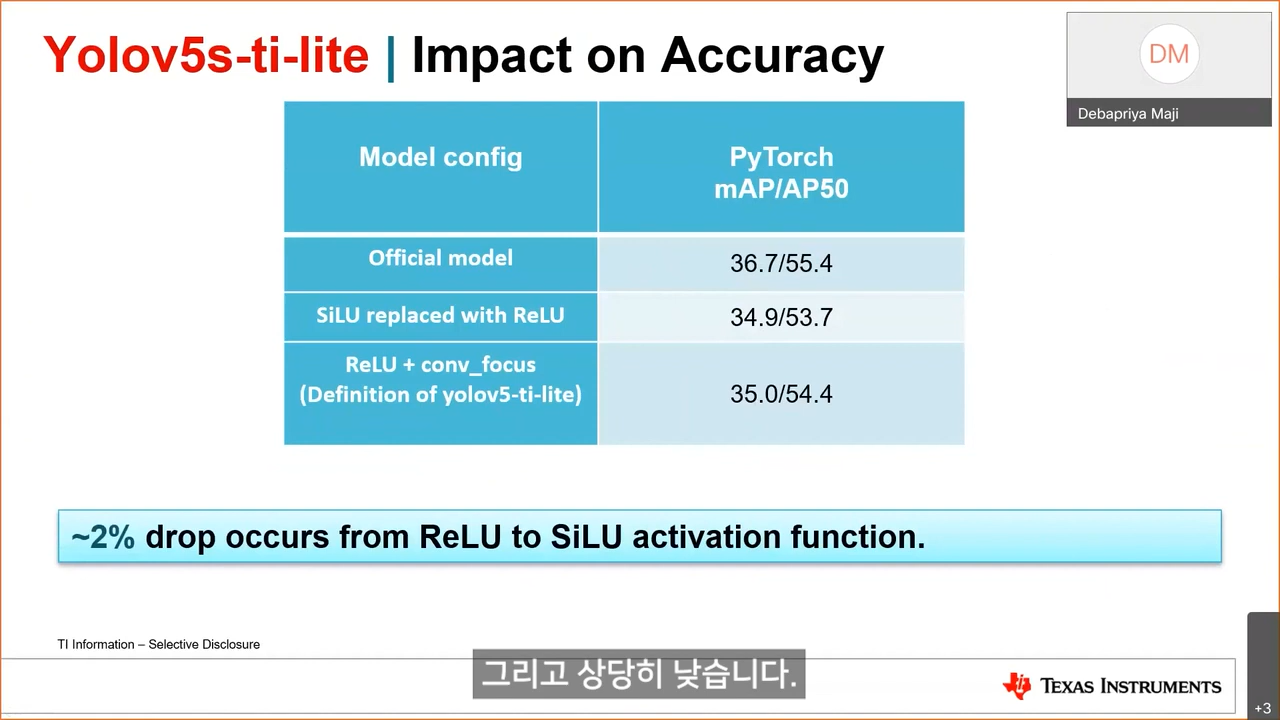 Yolov5s-ti-lite | Impact on Accuracy
DM
Debapriya Maji
Model config
PyTorch
mAP/AP50
Official model
36.7/55.4
SiLU replaced with ReLU
34.9/53.7
ReLU + conv_focus
(Definition of yolov5-ti-lite)
35.0/54.4
~2% drop occurs from ReLU to SiLU activation function.
TI Information – Selective Disclosure
그리고 상당히 낮습니다.
TEXAS INSTRUMENTS
+3